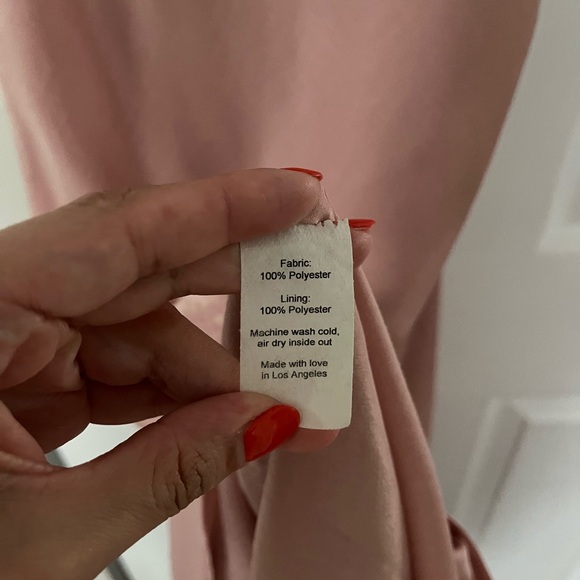 Fabric:
100% Polyester
Lining:
100% Polyester
Machine wash cold,
air dry inside out
Made with love
in Los Angeles